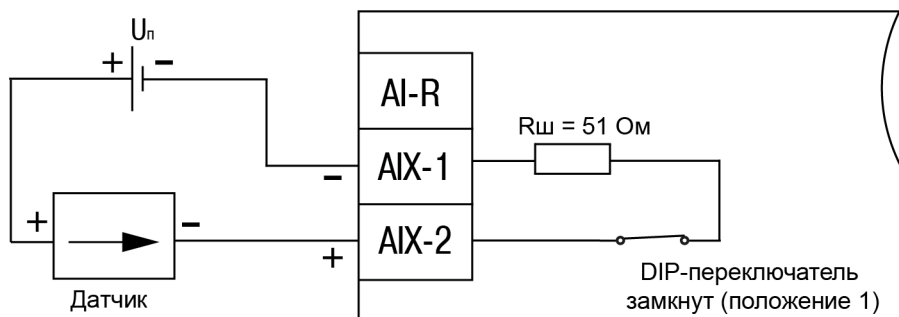 Uп
+ −
AI-R
Rш = 51 Ом
AIX-1
−
+ −
AIX-2
+
Датчик
DIP-переключатель
замкнут (положение 1)